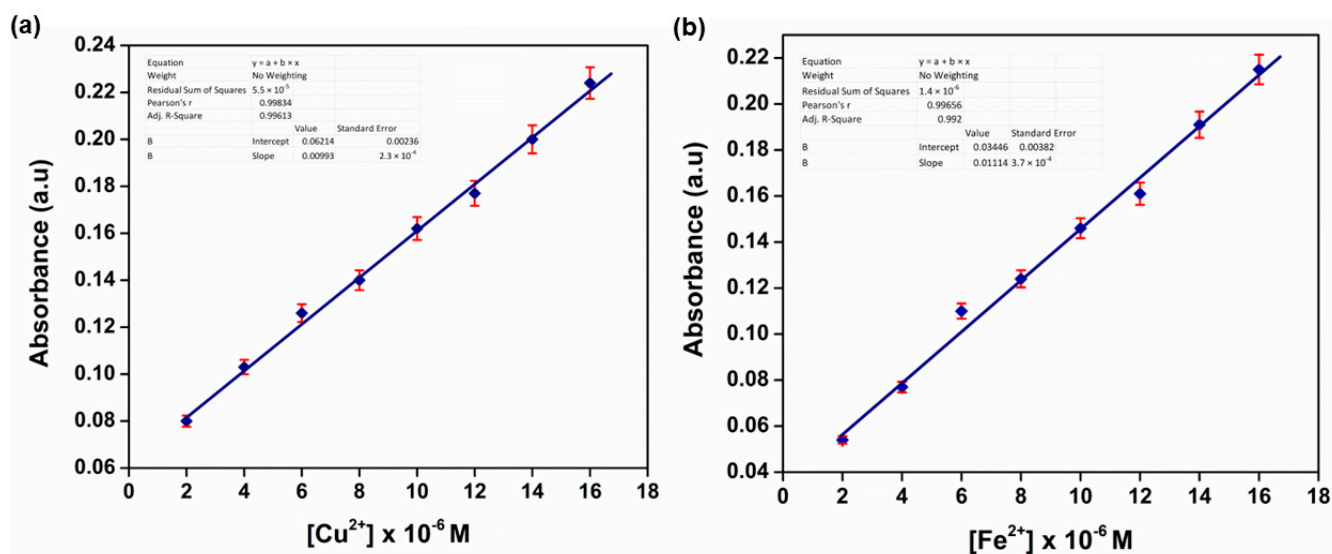 (a)
0.24
0.22
0.20
0.18
0.16
0.14
0.12
0.10
0.08
0.06
Absorbance (a.u)
Equation y = a + b × x
Weight No Weighting
Residual Sum of Squares 5.5 × 10⁻⁵
Pearson's r 0.99834
Adj. R-Square 0.99613
Value Standard Error
B Intercept 0.06214 0.00236
B Slope 0.00993 2.3 × 10⁻⁴
0 2 4 6 8 10 12 14 16 18
[Cu²⁺] x 10⁻⁶ M
(b)
0.22
0.20
0.18
0.16
0.14
0.12
0.10
0.08
0.06
0.04
Absorbance (a.u)
Equation y = a + b × x
Weight No Weighting
Residual Sum of Squares 1.4 × 10⁻⁶
Pearson's r 0.99656
Adj. R-Square 0.992
Value Standard Error
B Intercept 0.03446 0.00382
B Slope 0.01114 3.7 × 10⁻⁴
0 2 4 6 8 10 12 14 16 18
[Fe²⁺] x 10⁻⁶ M